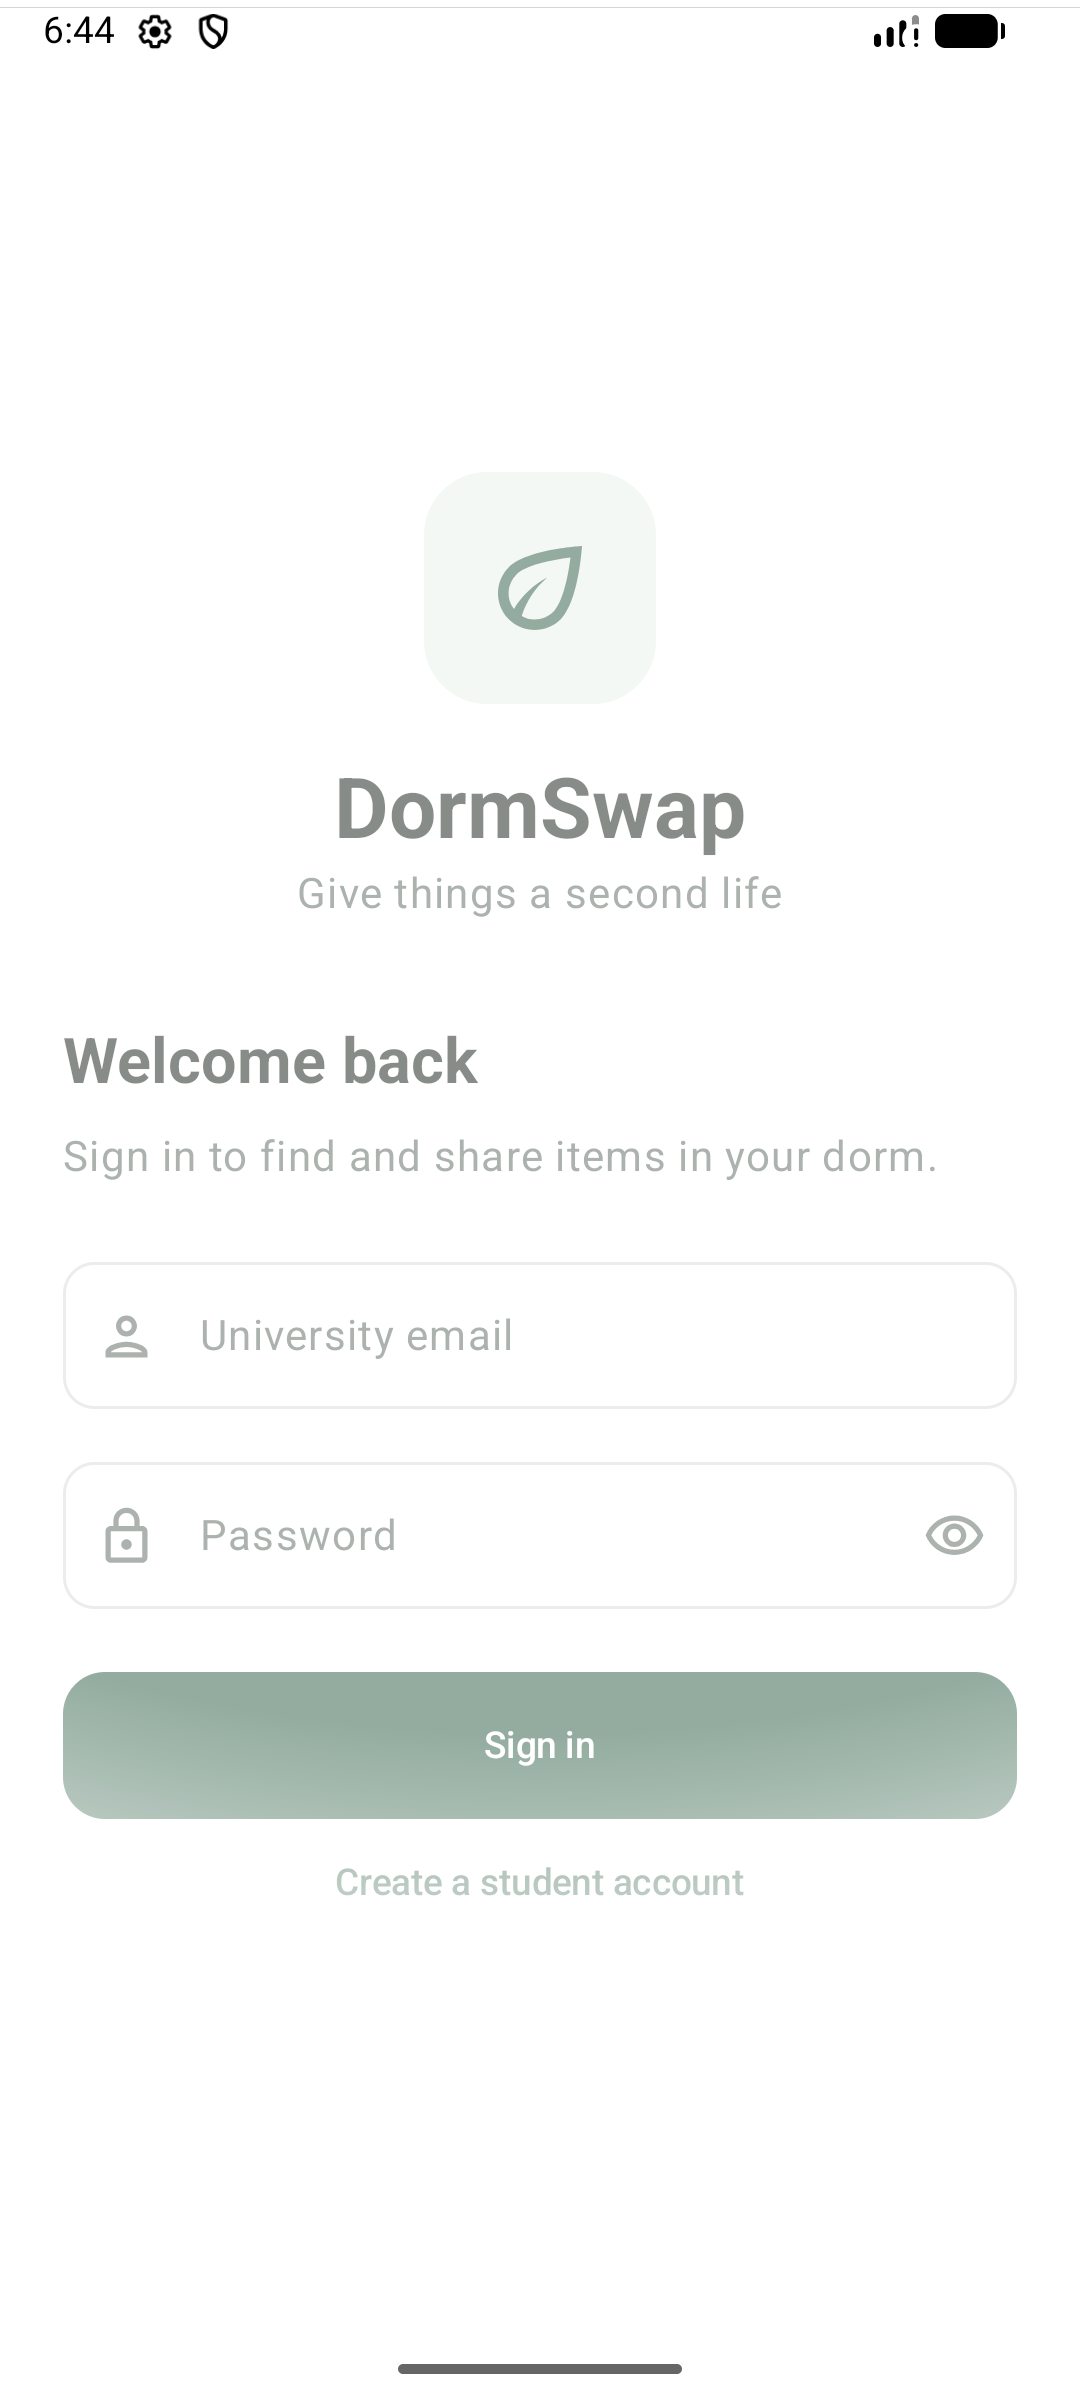 6:44
DormSwap
Give things a second life
Welcome back
Sign in to find and share items in your dorm.
University email
Password
Sign in
Create a student account